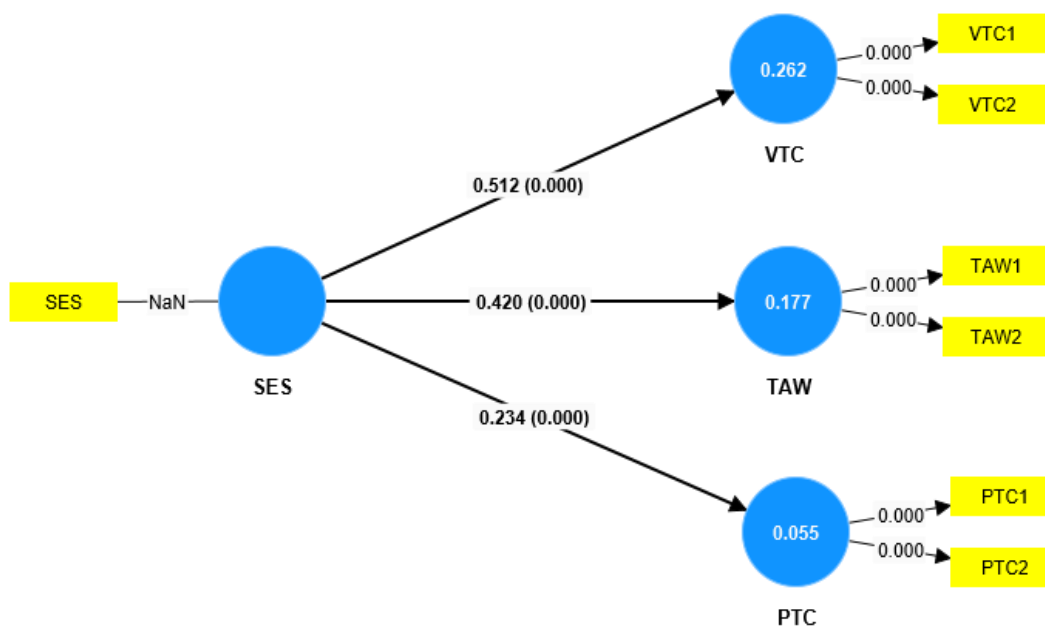 VTC1
0.000
0.262
0.000
VTC2
VTC
0.512 (0.000)
TAW1
0.000
SES
NaN
0.420 (0.000)
0.177
0.000
TAW2
SES
TAW
0.234 (0.000)
PTC1
0.000
0.055
0.000
PTC2
PTC